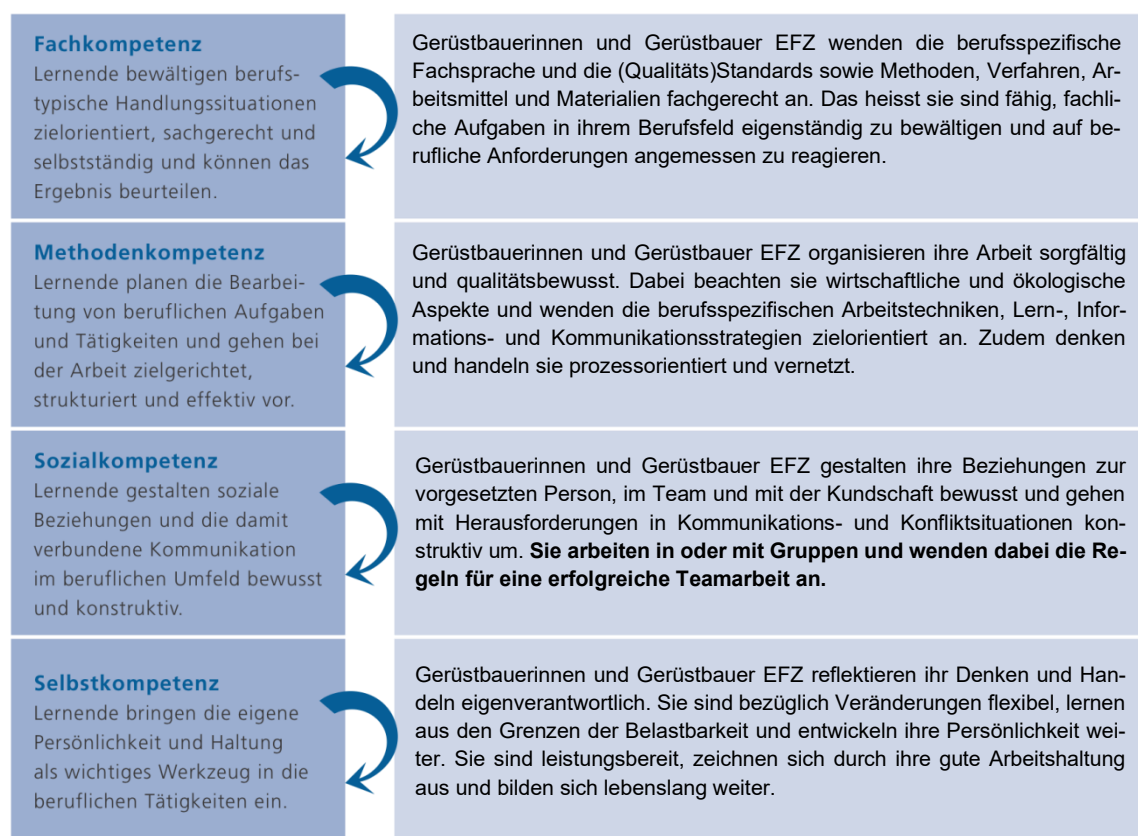 Fachkompetenz
Lernende bewältigen berufs-
typische Handlungssituationen
zielorientiert, sachgerecht und
selbstständig und können das
Ergebnis beurteilen.
Gerüstbauerinnen und Gerüstbauer EFZ wenden die berufsspezifische
Fachsprache und die (Qualitäts)Standards sowie Methoden, Verfahren, Ar-
beitsmittel und Materialien fachgerecht an. Das heisst sie sind fähig, fachli-
che Aufgaben in ihrem Berufsfeld eigenständig zu bewältigen und auf be-
rufliche Anforderungen angemessen zu reagieren.
Methodenkompetenz
Lernende planen die Bearbei-
tung von beruflichen Aufgaben
und Tätigkeiten und gehen bei
der Arbeit zielgerichtet,
strukturiert und effektiv vor.
Gerüstbauerinnen und Gerüstbauer EFZ organisieren ihre Arbeit sorgfältig
und qualitätsbewusst. Dabei beachten sie wirtschaftliche und ökologische
Aspekte und wenden die berufsspezifischen Arbeitstechniken, Lern-, Infor-
mations- und Kommunikationsstrategien zielorientiert an. Zudem denken
und handeln sie prozessorientiert und vernetzt.
Sozialkompetenz
Lernende gestalten soziale
Beziehungen und die damit
verbundene Kommunikation
im beruflichen Umfeld bewusst
und konstruktiv.
Gerüstbauerinnen und Gerüstbauer EFZ gestalten ihre Beziehungen zur
vorgesetzten Person, im Team und mit der Kundschaft bewusst und gehen
mit Herausforderungen in Kommunikations- und Konfliktsituationen kon-
struktiv um. Sie arbeiten in oder mit Gruppen und wenden dabei die Re-
geln für eine erfolgreiche Teamarbeit an.
Selbstkompetenz
Lernende bringen die eigene
Persönlichkeit und Haltung
als wichtiges Werkzeug in die
beruflichen Tätigkeiten ein.
Gerüstbauerinnen und Gerüstbauer EFZ reflektieren ihr Denken und Han-
deln eigenverantwortlich. Sie sind bezüglich Veränderungen flexibel, lernen
aus den Grenzen der Belastbarkeit und entwickeln ihre Persönlichkeit wei-
ter. Sie sind leistungsbereit, zeichnen sich durch ihre gute Arbeitshaltung
aus und bilden sich lebenslang weiter.